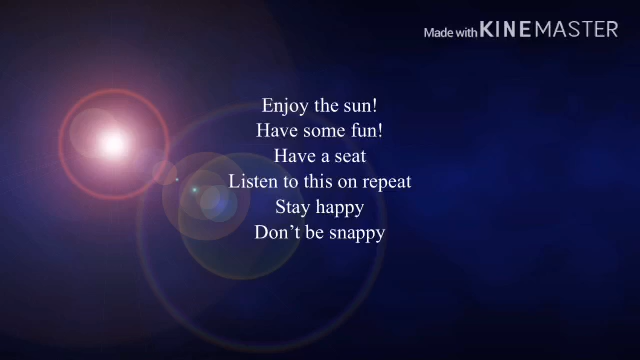 Made with KINEMASTER
Enjoy the sun!
Have some fun!
Have a seat
Listen to this on repeat
Stay happy
Don’t be snappy